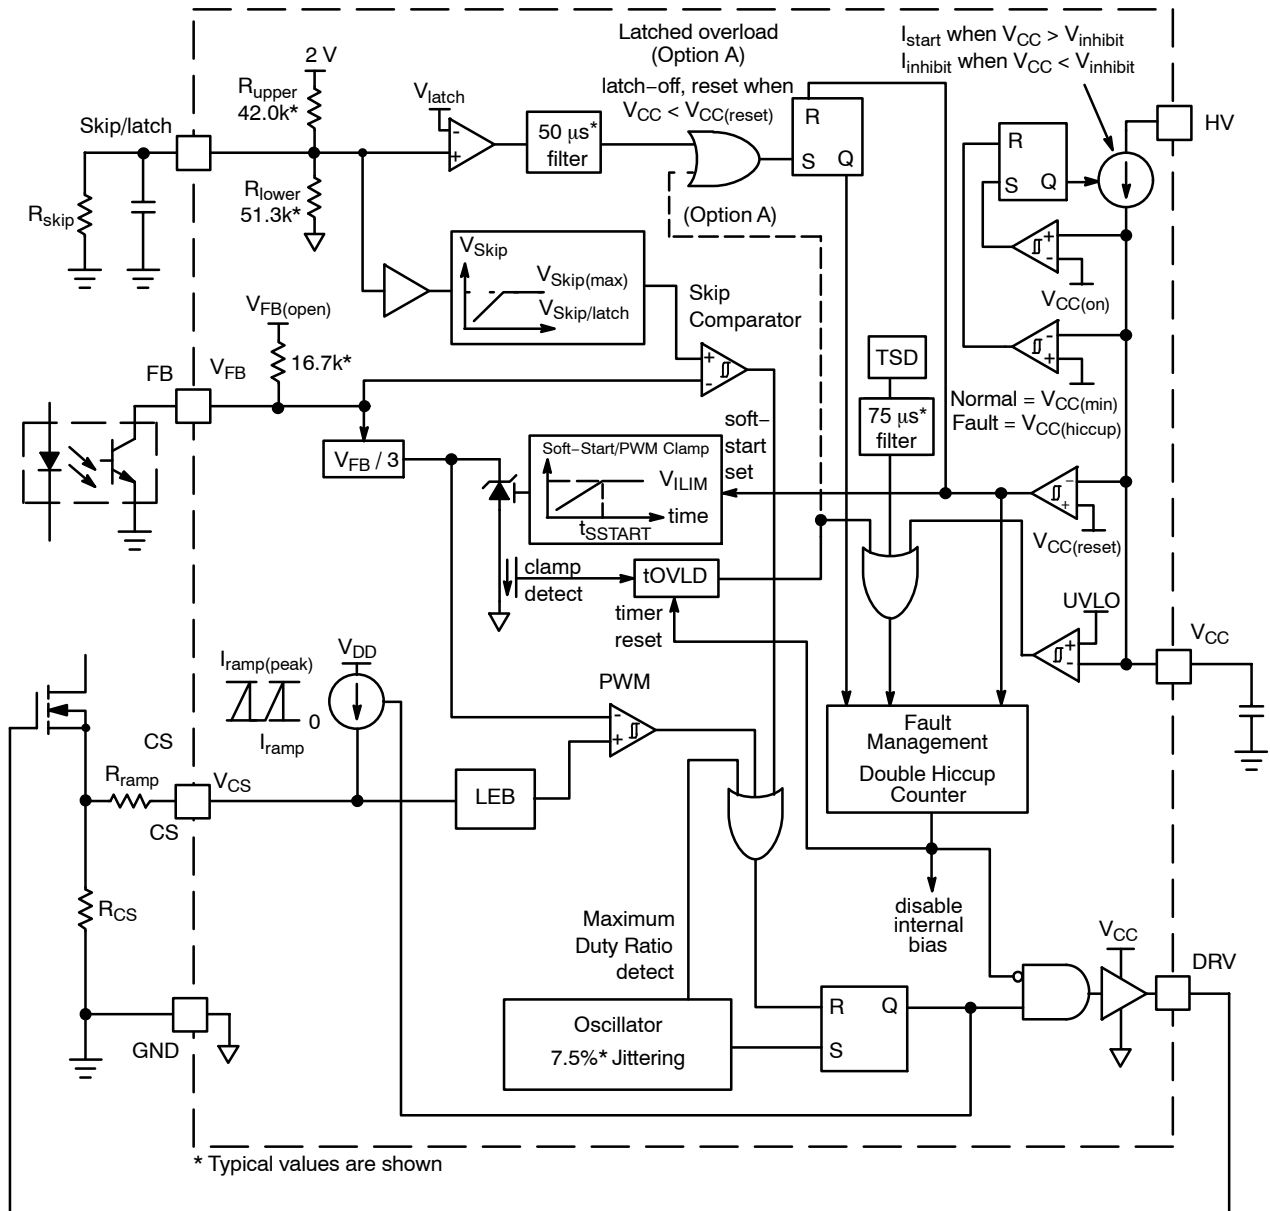 Latched overload
(Option A)
latch−off, reset when
VCC < VCC(reset)
Istart when VCC > Vinhibit
Iinhibit when VCC < Vinhibit
2 V
Rupper
42.0k*
Vlatch
-
+
50 μs*
filter
R
S
Q
HV
Skip/latch
Rskip
Rlower
51.3k*
(Option A)
R
S
Q
+
-
VCC(on)
-
+
Normal = VCC(min)
Fault = VCC(hiccup)
VSkip
VSkip(max)
VSkip/latch
Skip
Comparator
+
-
VFB(open)
16.7k*
FB
VFB
TSD
75 μs*
filter
soft−
start
set
VFB / 3
Soft−Start/PWM Clamp
VILIM
time
tSSTART
-
+
VCC(reset)
clamp
detect
tOVLD
timer
reset
UVLO
+
-
VCC
VDD
Iramp(peak)
0
Iramp
PWM
-
+
CS
Rramp
VCS
CS
LEB
Fault
Management
Double Hiccup
Counter
RCS
disable
internal
bias
Maximum
Duty Ratio
detect
VCC
DRV
GND
Oscillator
7.5%* Jittering
R
S
Q
* Typical values are shown